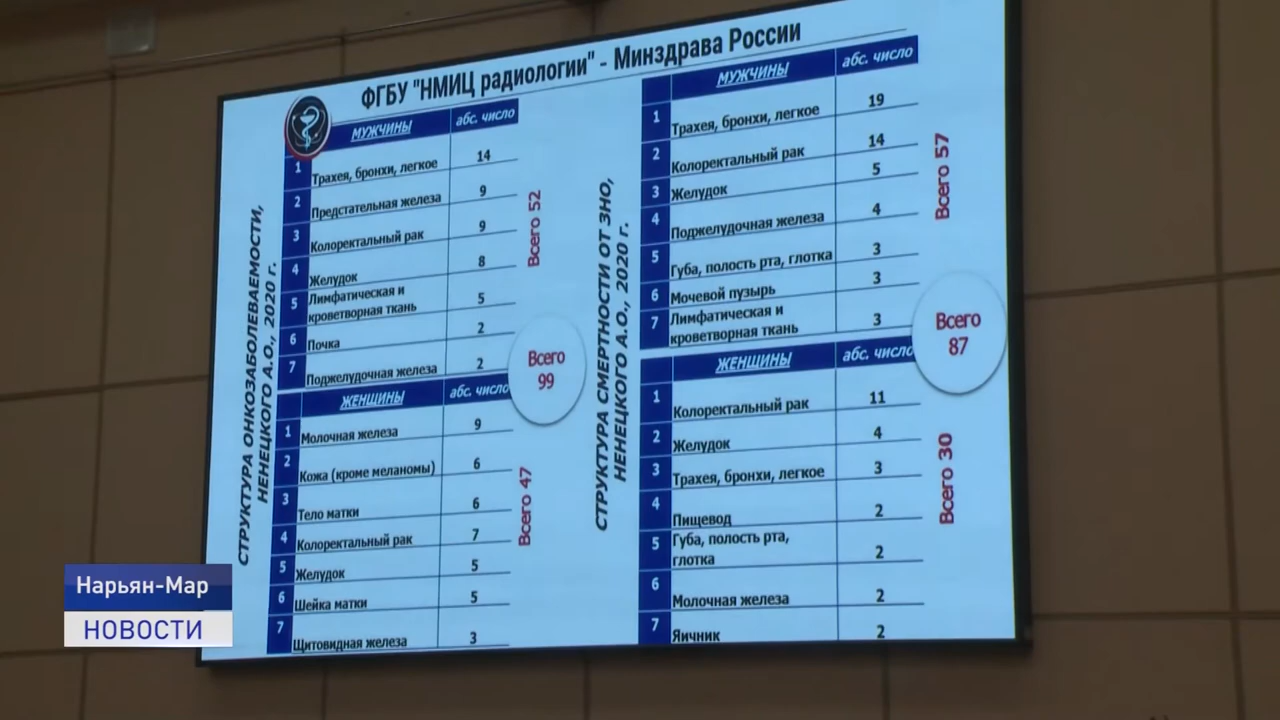 ФГБУ "НМИЦ радиологии" - Минздрава России
СТРУКТУРА ОНКОЗАБОЛЕВАЕМОСТИ,
НЕНЕЦКОГО А.О., 2020 г.
МУЖЧИНЫ абс. число
1 Трахея, бронхи, легкое 14
2 Предстательная железа 9
3 Колоректальный рак 9
4 Желудок 8
5 Лимфатическая и
кроветворная ткань 5
6 Почка 2
7 Поджелудочная железа 2
Всего 52
ЖЕНЩИНЫ абс. число
1 Молочная железа 9
2 Кожа (кроме меланомы) 6
3 Тело матки 6
4 Колоректальный рак 7
5 Желудок 5
6 Шейка матки 5
7 Щитовидная железа 3
Всего 47
Всего
99
СТРУКТУРА СМЕРТНОСТИ ОТ ЗНО,
НЕНЕЦКОГО А.О., 2020 г.
МУЖЧИНЫ абс. число
1 Трахея, бронхи, легкое 19
2 Колоректальный рак 14
3 Желудок 5
4 Поджелудочная железа 4
5 Губа, полость рта, глотка 3
6 Мочевой пузырь 3
7 Лимфатическая и
кроветворная ткань 3
Всего 57
ЖЕНЩИНЫ абс. число
1 Колоректальный рак 11
2 Желудок 4
3 Трахея, бронхи, легкое 3
4 Пищевод 2
5 Губа, полость рта,
глотка 2
6 Молочная железа 2
7 Яичник 2
Всего 30
Всего
87
Нарьян-Мар
НОВОСТИ